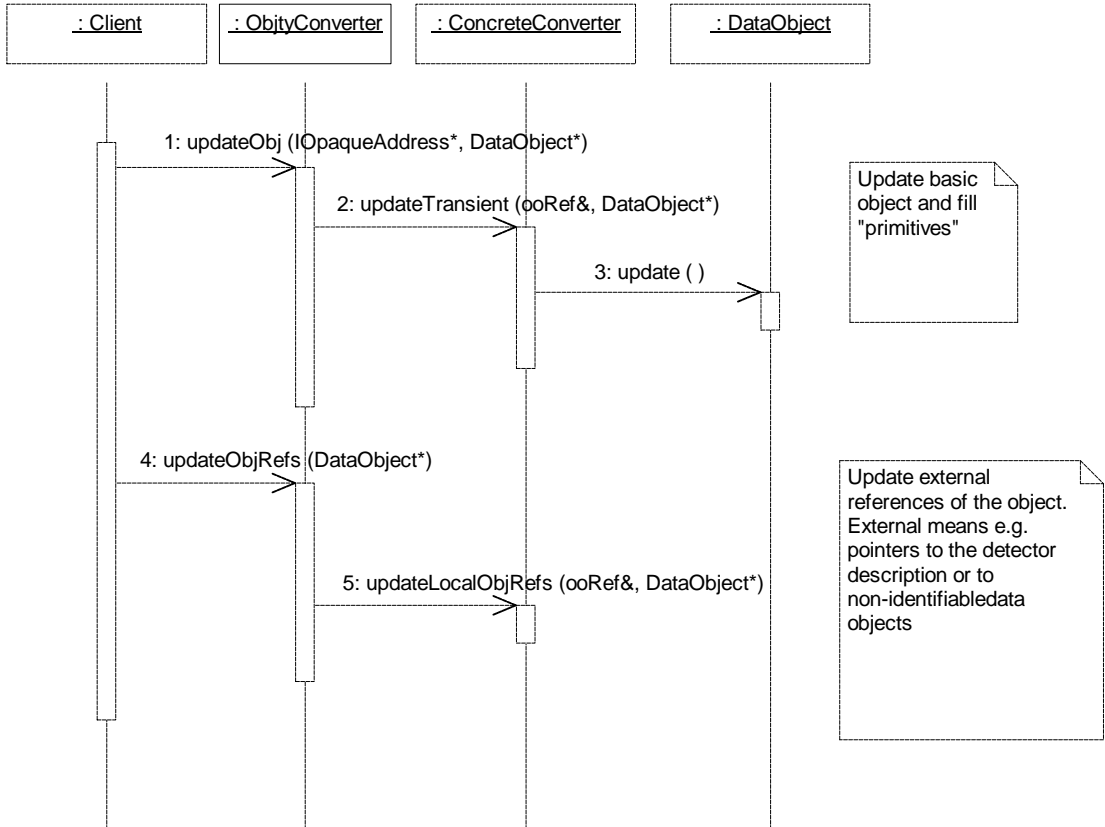 : Client
: ObjtyConverter
: ConcreteConverter
: DataObject
1: updateObj (IOpaqueAddress*, DataObject*)
Update basic
object and fill
"primitives"
2: updateTransient (ooRef&, DataObject*)
3: update ( )
4: updateObjRefs (DataObject*)
Update external
references of the object.
External means e.g.
pointers to the detector
description or to
non-identifiabledata
objects
5: updateLocalObjRefs (ooRef&, DataObject*)